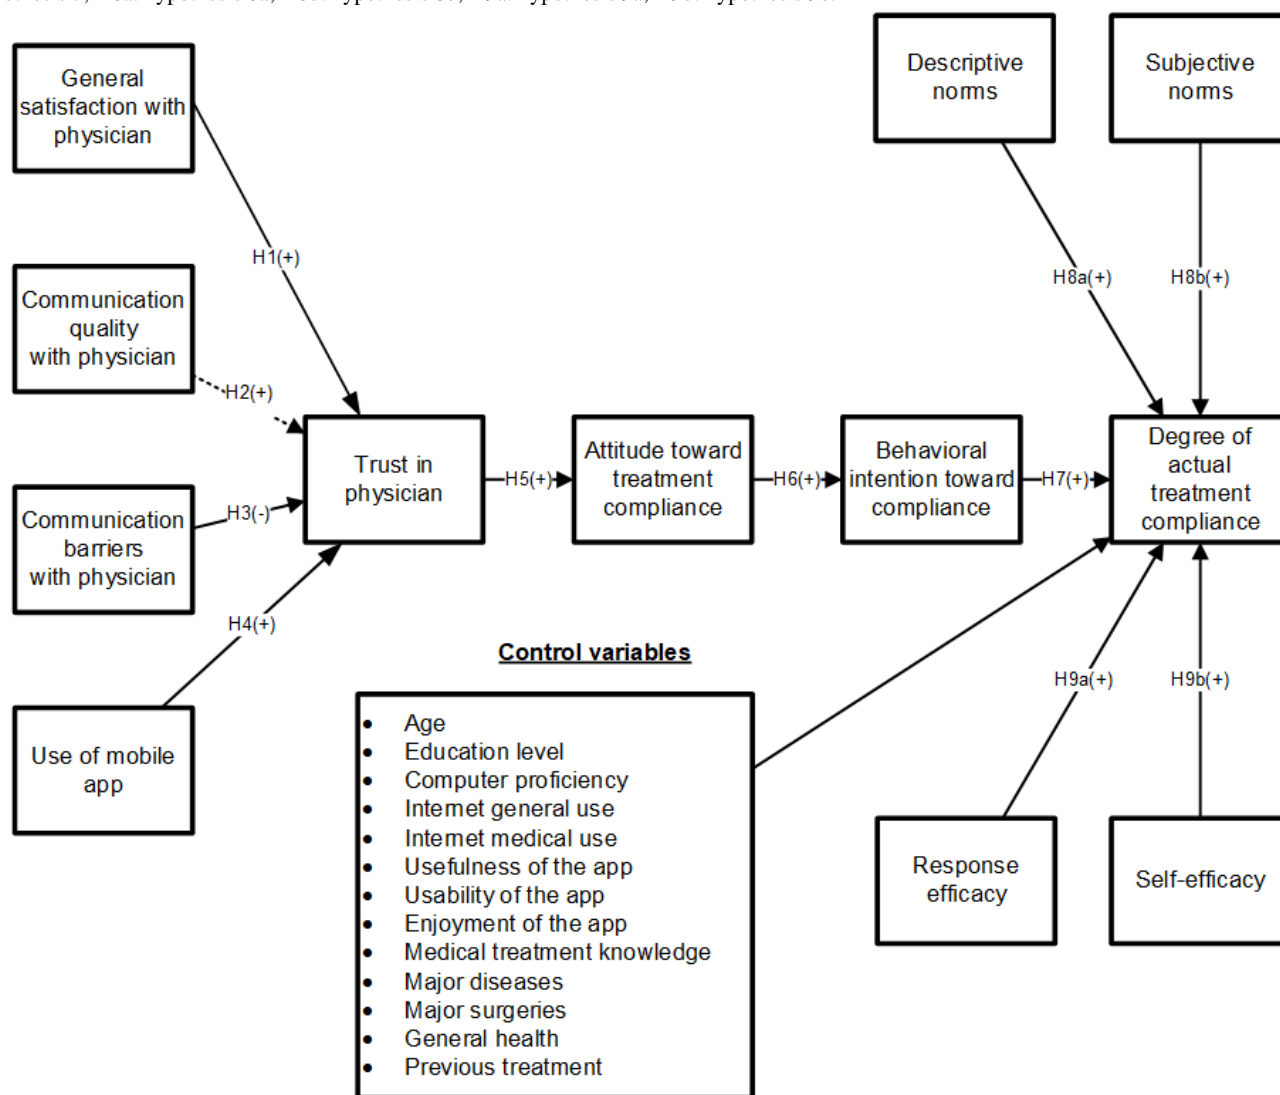 General
satisfaction with
physician
Descriptive
norms
Subjective
norms
H1(+)
H8a(+)
H8b(+)
Communication
quality
with physician
H2(+)
Trust in
physician
H5(+)
Attitude toward
treatment
compliance
H6(+)
Behavioral
intention toward
compliance
H7(+)
Degree of
actual
treatment
compliance
Communication
barriers
with physician
H3(-)
H4(+)
Use of mobile
app
Control variables
• Age
• Education level
• Computer proficiency
• Internet general use
• Internet medical use
• Usefulness of the app
• Usability of the app
• Enjoyment of the app
• Medical treatment knowledge
• Major diseases
• Major surgeries
• General health
• Previous treatment
H9a(+)
H9b(+)
Response
efficacy
Self-efficacy